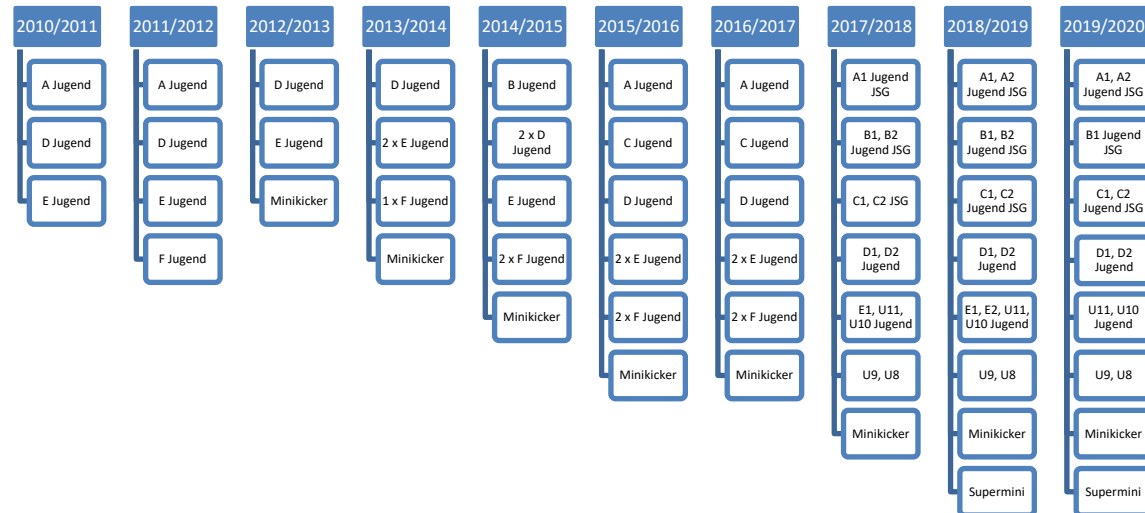 2010/2011
A Jugend
D Jugend
E Jugend
2011/2012
A Jugend
D Jugend
E Jugend
F Jugend
2012/2013
D Jugend
E Jugend
Minikicker
2013/2014
D Jugend
2 x E Jugend
1 x F Jugend
Minikicker
2014/2015
B Jugend
2 x D
Jugend
E Jugend
2 x F Jugend
Minikicker
2015/2016
A Jugend
C Jugend
D Jugend
2 x E Jugend
2 x F Jugend
Minikicker
2016/2017
A Jugend
C Jugend
D Jugend
2 x E Jugend
2 x F Jugend
Minikicker
2017/2018
A1 Jugend
JSG
B1, B2
Jugend JSG
C1, C2 JSG
D1, D2
Jugend
E1, U11,
U10 Jugend
U9, U8
Minikicker
2018/2019
A1, A2
Jugend JSG
B1, B2
Jugend JSG
C1, C2
Jugend JSG
D1, D2
Jugend
E1, E2, U11,
U10 Jugend
U9, U8
Minikicker
Supermini
2019/2020
A1, A2
Jugend JSG
B1 Jugend
JSG
C1, C2
Jugend JSG
D1, D2
Jugend
U11, U10
Jugend
U9, U8
Minikicker
Supermini